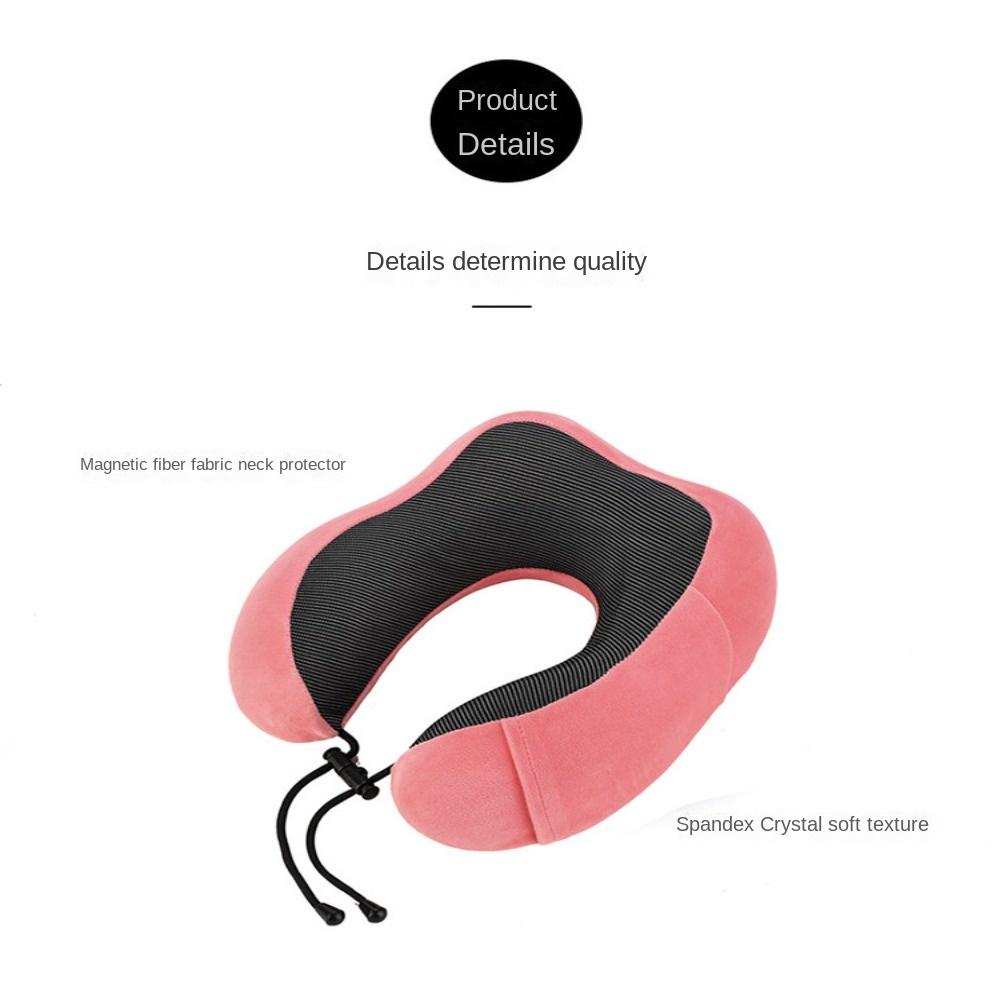 Product
Details
Details determine quality
Magnetic fiber fabric neck protector
Spandex Crystal soft texture